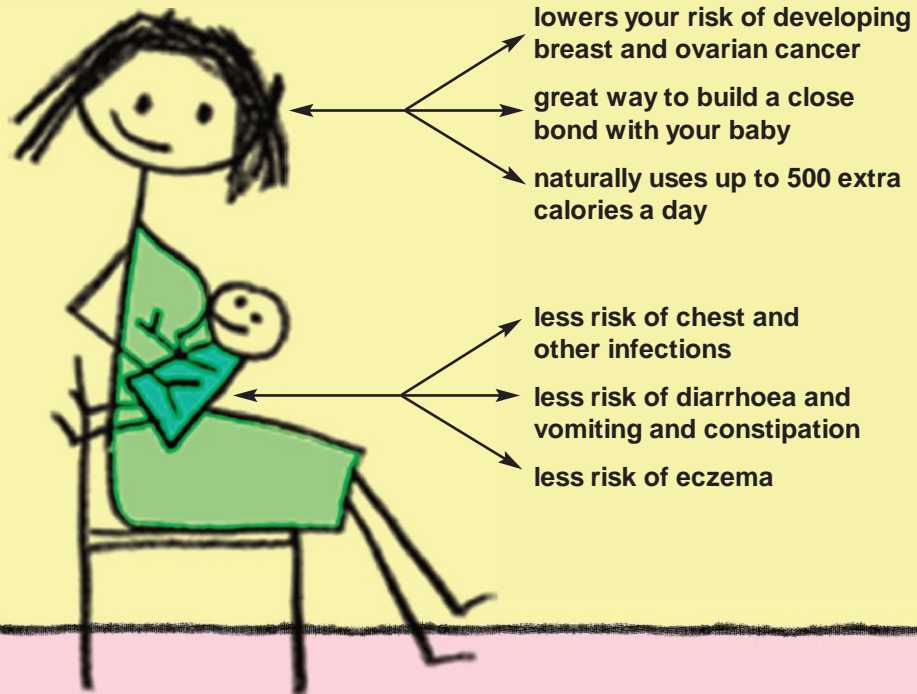 lowers your risk of developing
breast and ovarian cancer
great way to build a close
bond with your baby
naturally uses up to 500 extra
calories a day
less risk of chest and
other infections
less risk of diarrhoea and
vomiting and constipation
less risk of eczema